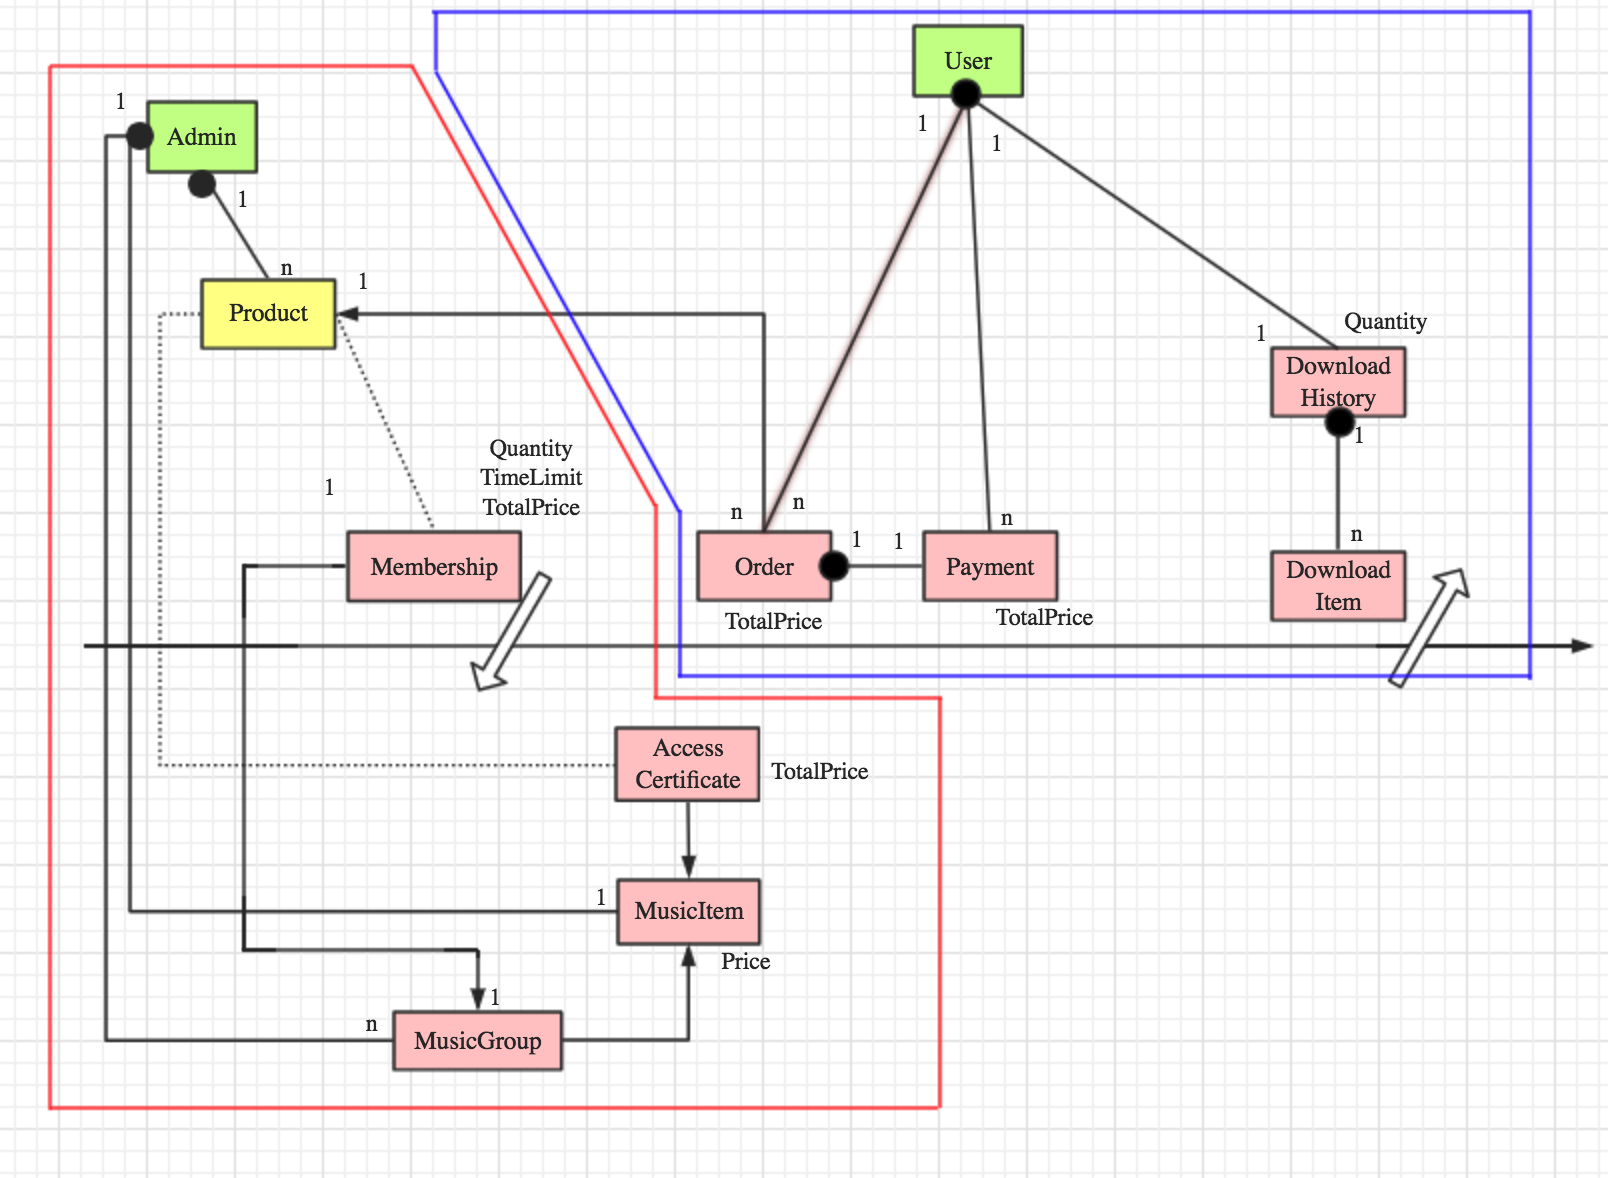 User
1
Admin
1
1
1
n
1
Product
Quantity
1
Download
History
1
Quantity
TimeLimit
TotalPrice
1
n
n
n
n
Membership
Order
1
1
Payment
Download
Item
TotalPrice
TotalPrice
Access
Certificate
TotalPrice
1
MusicItem
Price
1
n
MusicGroup